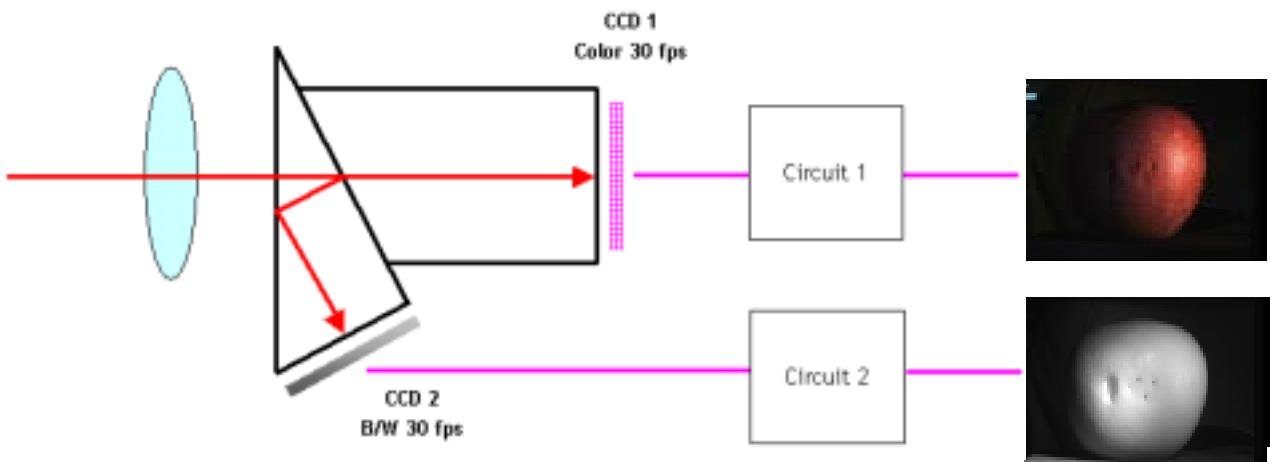 CCD 1
Color 30 fps
Circuit 1
Circuit 2
CCD 2
B/W 30 fps